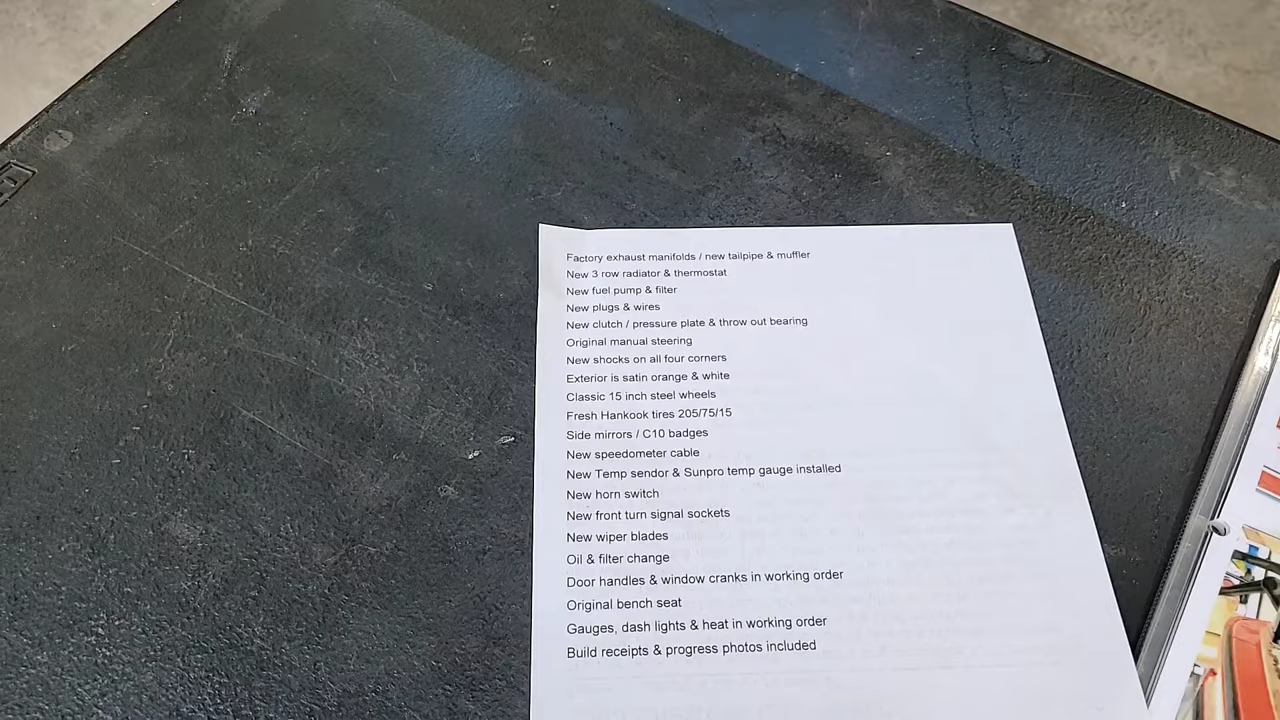 Factory exhaust manifolds / new tailpipe & muffler
New 3 row radiator & thermostat
New fuel pump & filter
New plugs & wires
New clutch / pressure plate & throw out bearing
Original manual steering
New shocks on all four corners
Exterior is satin orange & white
Classic 15 inch steel wheels
Fresh Hankook tires 205/75/15
Side mirrors / C10 badges
New speedometer cable
New Temp sendor & Sunpro temp gauge installed
New horn switch
New front turn signal sockets
New wiper blades
Oil & filter change
Door handles & window cranks in working order
Original bench seat
Gauges, dash lights & heat in working order
Build receipts & progress photos included